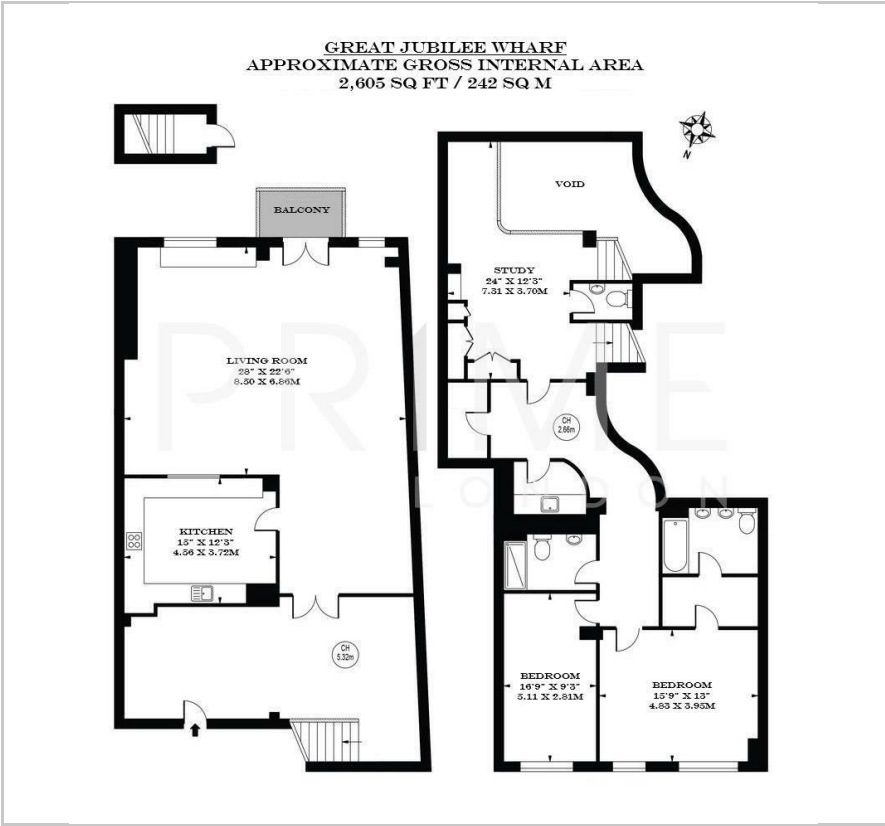 GREAT JUBILEE WHARF
APPROXIMATE GROSS INTERNAL AREA
2,605 SQ FT / 242 SQ M
N
BALCONY
VOID
STUDY
24" X 12'3"
7.31 X 3.70M
LIVING ROOM
28" X 22'6"
8.50 X 6.86M
PRIME
LONDON
CH
2.66m
KITCHEN
15" X 12'3"
4.56 X 3.72M
CH
5.32m
BEDROOM
16'9" X 9'3"
5.11 X 2.81M
BEDROOM
15'9" X 13"
4.83 X 3.95M